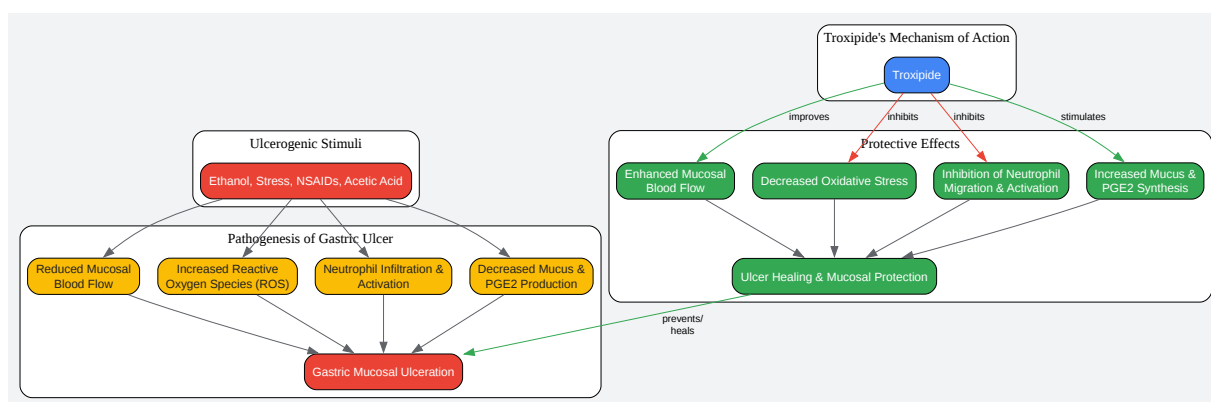 Troxipide's Mechanism of Action
Troxipide
improves
inhibits
inhibits
stimulates
Ulcerogenic Stimuli
Ethanol, Stress, NSAIDs, Acetic Acid
Protective Effects
Enhanced Mucosal
Blood Flow
Decreased Oxidative Stress
Inhibition of Neutrophil
Migration & Activation
Increased Mucus &
PGE2 Synthesis
Pathogenesis of Gastric Ulcer
Reduced Mucosal
Blood Flow
Increased Reactive
Oxygen Species (ROS)
Neutrophil Infiltration &
Activation
Decreased Mucus &
PGE2 Production
Ulcer Healing & Mucosal Protection
prevents/
heals
Gastric Mucosal Ulceration